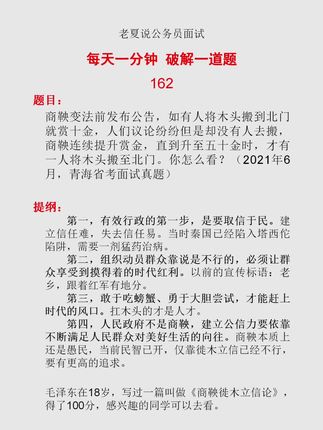 老夏说公务员面试
每天一分钟 破解一道题
162
题目：
商鞅变法前发布公告，如有人将木头搬到北门
就赏十金，人们议论纷纷但是却没有人去搬，
商鞅连续提升赏金，直到升至五十金时，才有
一人将木头搬至北门。你怎么看？（2021年6
月，青海省考面试真题）
提纲：
第一，有效行政的第一步，是要取信于民。建
立信任难，失去信任易。当时秦国已经陷入塔西佗
陷阱，需要一剂猛药治病。
第二，组织动员群众靠说是不行的，必须让群
众享受到摸得着的时代红利。以前的宣传标语：老
乡，跟着红军有地分。
第三，敢于吃螃蟹、勇于大胆尝试，才能赶上
时代的风口。扛木头的才是人才。
第四，人民政府不是商鞅，建立公信力要依靠
不断满足人民群众对美好生活的向往。商鞅本质上
还是愚民，当前民智已开，仅靠徙木立信已经不行，
要有更高的追求。
毛泽东在18岁，写过一篇叫做《商鞅徙木立信论》，
得了100分，感兴趣的同学可以去看。